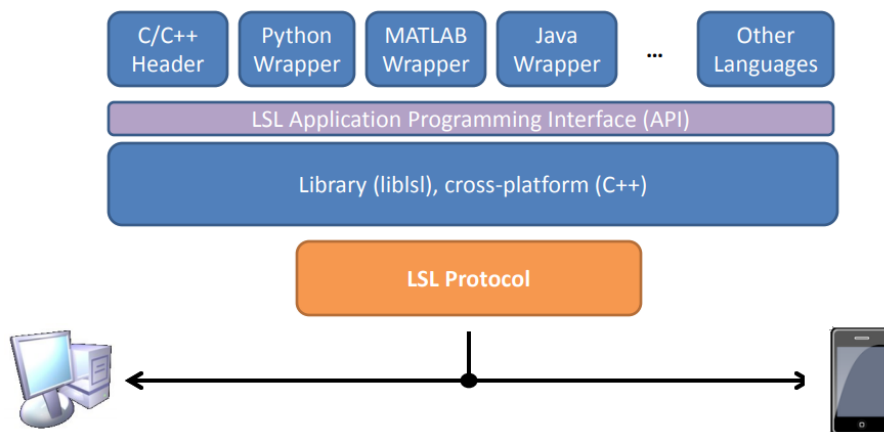 C/C++
Header
Python
Wrapper
MATLAB
Wrapper
Java
Wrapper
...
Other
Languages
LSL Application Programming Interface (API)
Library (liblsl), cross-platform (C++)
LSL Protocol